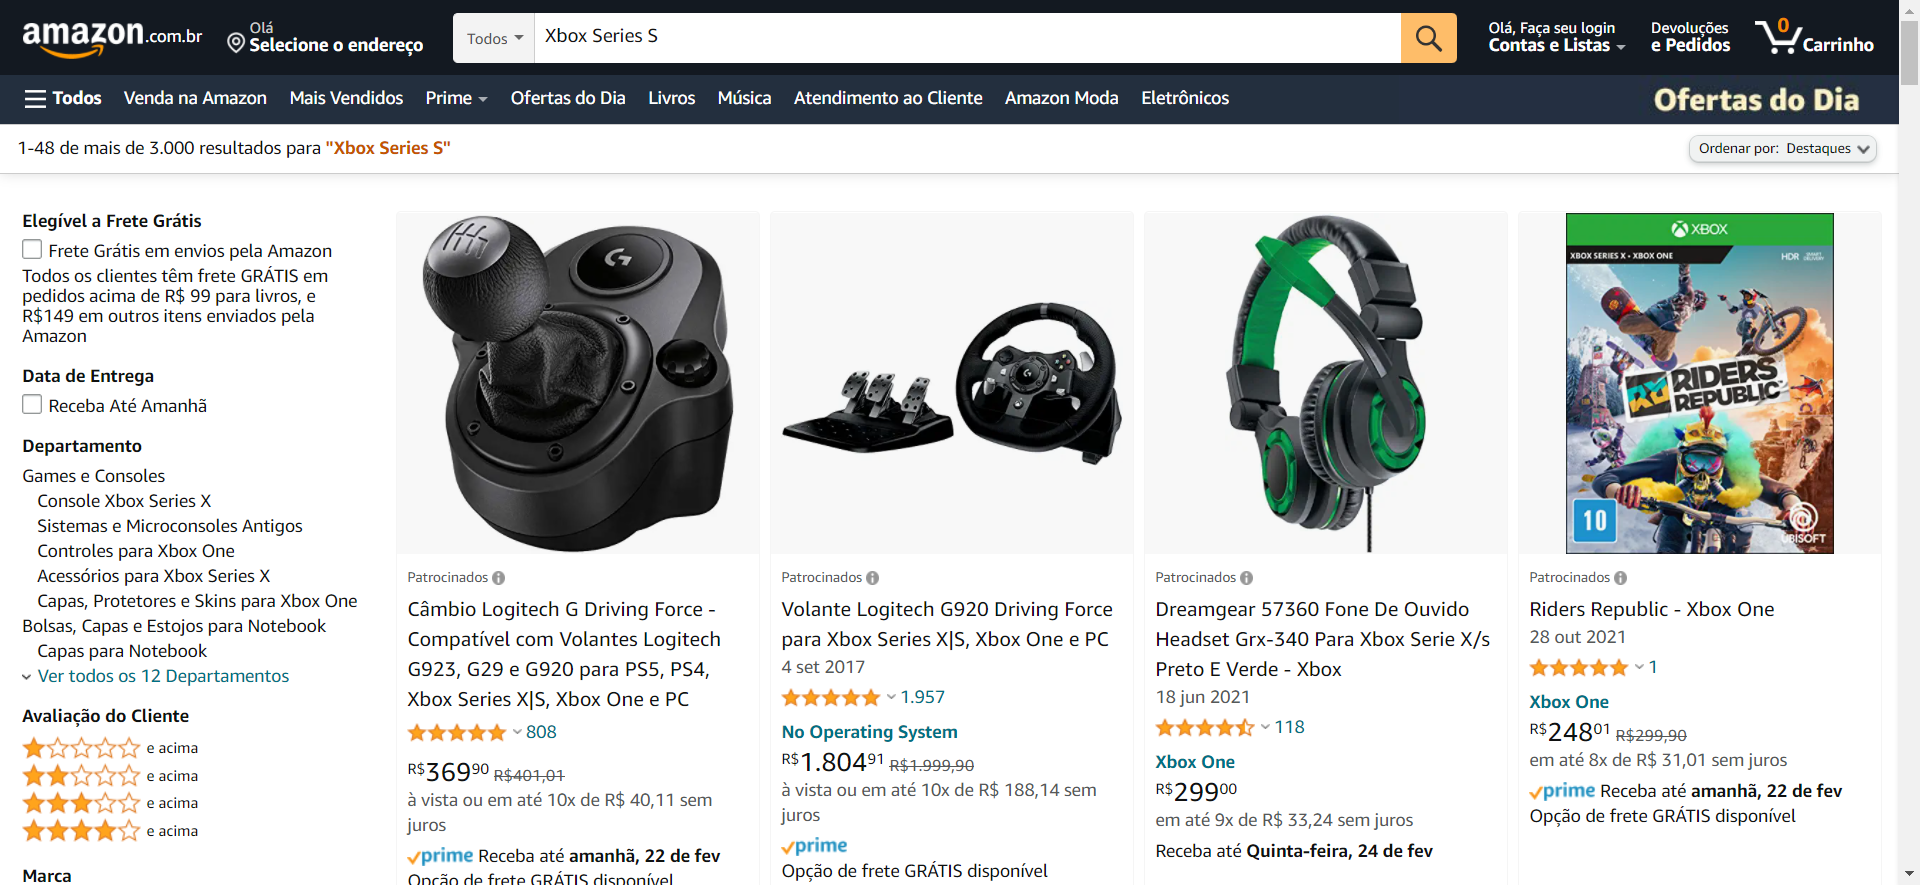 amazon.com.br
Olá
Selecione o endereço
Todos
Xbox Series S
Olá, Faça seu login
Contas e Listas
Devoluções
e Pedidos
0
Carrinho
Todos
Venda na Amazon
Mais Vendidos
Prime
Ofertas do Dia
Livros
Música
Atendimento ao Cliente
Amazon Moda
Eletrônicos
Ofertas do Dia
1-48 de mais de 3.000 resultados para "Xbox Series S"
Ordenar por: Destaques
Elegível a Frete Grátis
Frete Grátis em envios pela Amazon
Todos os clientes têm frete GRÁTIS em
pedidos acima de R$ 99 para livros, e
R$149 em outros itens enviados pela
Amazon
Data de Entrega
Receba Até Amanhã
Departamento
Games e Consoles
Console Xbox Series X
Sistemas e Microconsoles Antigos
Controles para Xbox One
Acessórios para Xbox Series X
Capas, Protetores e Skins para Xbox One
Bolsas, Capas e Estojos para Notebook
Capas para Notebook
Ver todos os 12 Departamentos
Avaliação do Cliente
e acima
e acima
e acima
e acima
Marca
Patrocinados
Câmbio Logitech G Driving Force -
Compatível com Volantes Logitech
G923, G29 e G920 para PS5, PS4,
Xbox Series X|S, Xbox One e PC
808
R$36990 R$401,01
à vista ou em até 10x de R$ 40,11 sem
juros
prime Receba até amanhã, 22 de fev
Opção de frete GRÁTIS disponível
Patrocinados
Volante Logitech G920 Driving Force
para Xbox Series X|S, Xbox One e PC
4 set 2017
1.957
No Operating System
R$1.80491 R$1.999,90
à vista ou em até 10x de R$ 188,14 sem
juros
prime
Opção de frete GRÁTIS disponível
Patrocinados
Dreamgear 57360 Fone De Ouvido
Headset Grx-340 Para Xbox Serie X/s
Preto E Verde - Xbox
18 jun 2021
118
Xbox One
R$29900
em até 9x de R$ 33,24 sem juros
Receba até Quinta-feira, 24 de fev
XBOX
XBOX SERIES X • XBOX ONE
HDR
RIDERS
REPUBLIC
10
UBISOFT
Patrocinados
Riders Republic - Xbox One
28 out 2021
1
Xbox One
R$24801 R$299,90
em até 8x de R$ 31,01 sem juros
prime Receba até amanhã, 22 de fev
Opção de frete GRÁTIS disponível